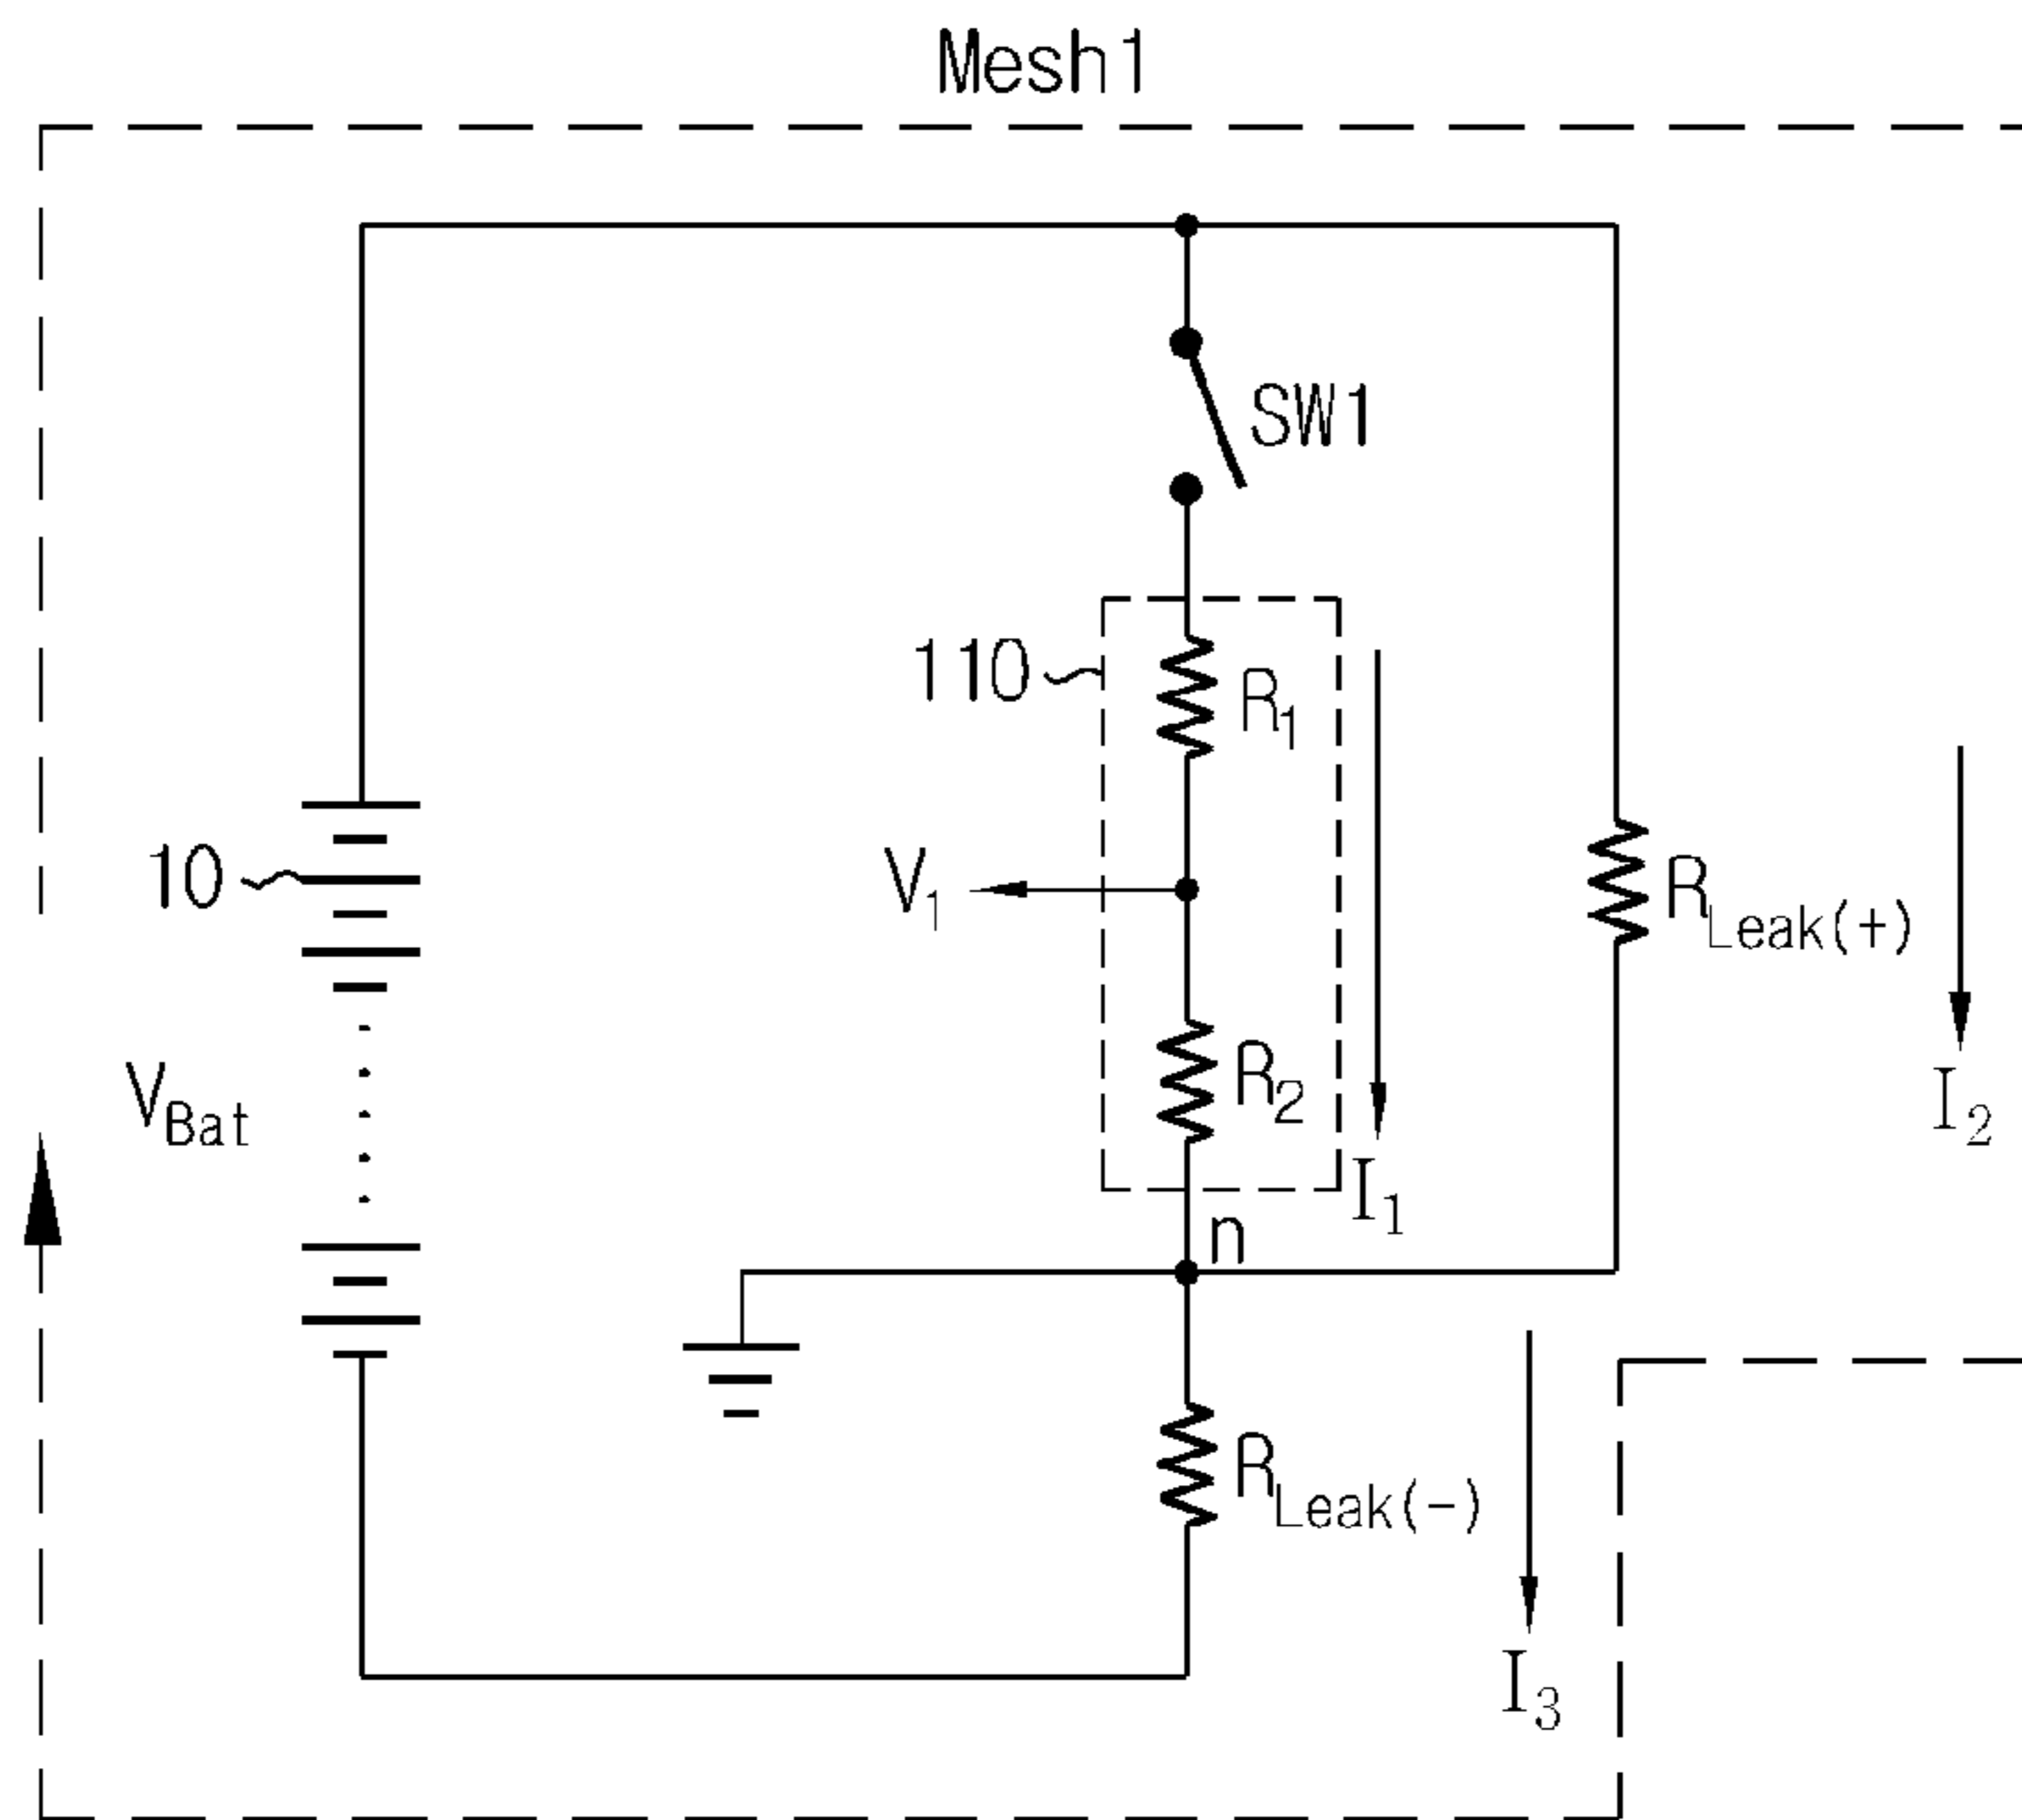 Mesh1
SW1
110
R1
V1
10
RLeak(+)
VBat
R2
I2
I1
n
RLeak(-)
I3